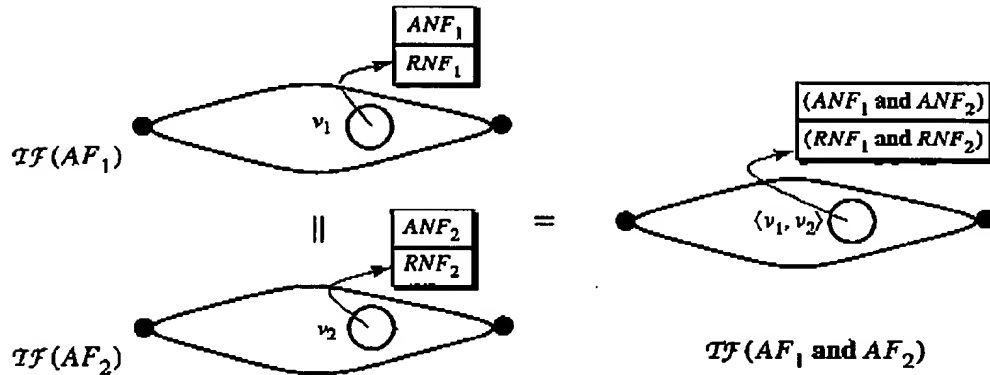 ANF₁
RNF₁
ν₁
𝒯ℱ(AF₁)
||
ANF₂
RNF₂
ν₂
𝒯ℱ(AF₂)
=
(ANF₁ and ANF₂)
(RNF₁ and RNF₂)
⟨ν₁, ν₂⟩
𝒯ℱ(AF₁ and AF₂)